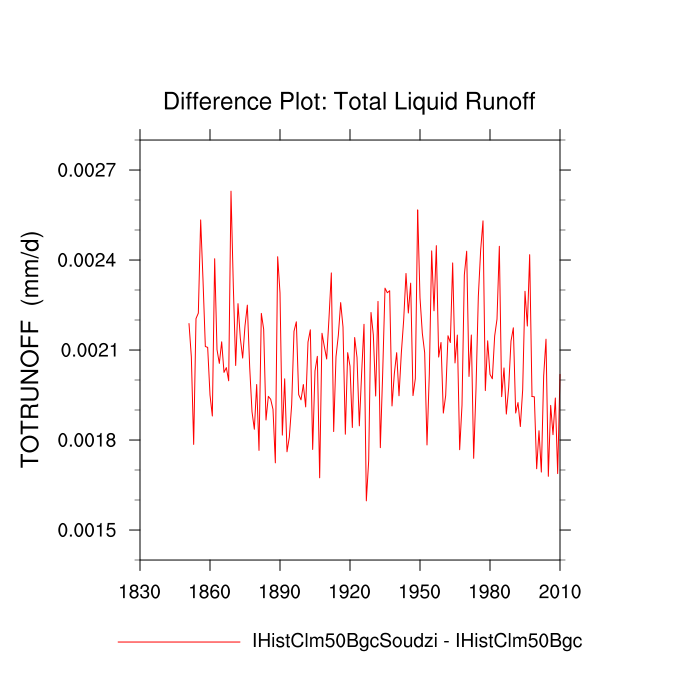 Difference Plot: Total Liquid Runoff
TOTRUNOFF (mm/d)
0.0027
0.0024
0.0021
0.0018
0.0015
1830 1860 1890 1920 1950 1980 2010
IHistClm50BgcSoudzi - IHistClm50Bgc